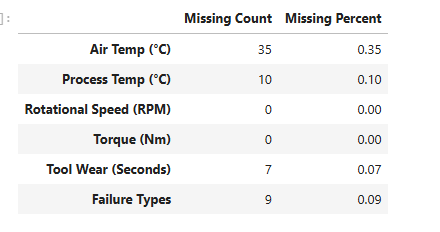 ]:
Missing Count Missing Percent
Air Temp (°C) 35 0.35
Process Temp (°C) 10 0.10
Rotational Speed (RPM) 0 0.00
Torque (Nm) 0 0.00
Tool Wear (Seconds) 7 0.07
Failure Types 9 0.09